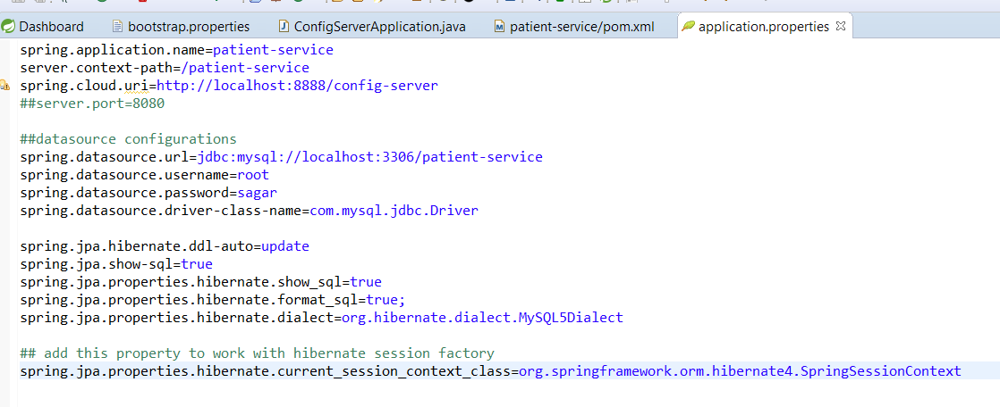 Dashboard bootstrap.properties ConfigServerApplication.java patient-service/pom.xml application.properties
spring.application.name=patient-service
server.context-path=/patient-service
spring.cloud.uri=http://localhost:8888/config-server
##server.port=8080
##datasource configurations
spring.datasource.url=jdbc:mysql://localhost:3306/patient-service
spring.datasource.username=root
spring.datasource.password=sagar
spring.datasource.driver-class-name=com.mysql.jdbc.Driver
spring.jpa.hibernate.ddl-auto=update
spring.jpa.show-sql=true
spring.jpa.properties.hibernate.show_sql=true
spring.jpa.properties.hibernate.format_sql=true;
spring.jpa.properties.hibernate.dialect=org.hibernate.dialect.MySQL5Dialect
## add this property to work with hibernate session factory
spring.jpa.properties.hibernate.current_session_context_class=org.springframework.orm.hibernate4.SpringSessionContext